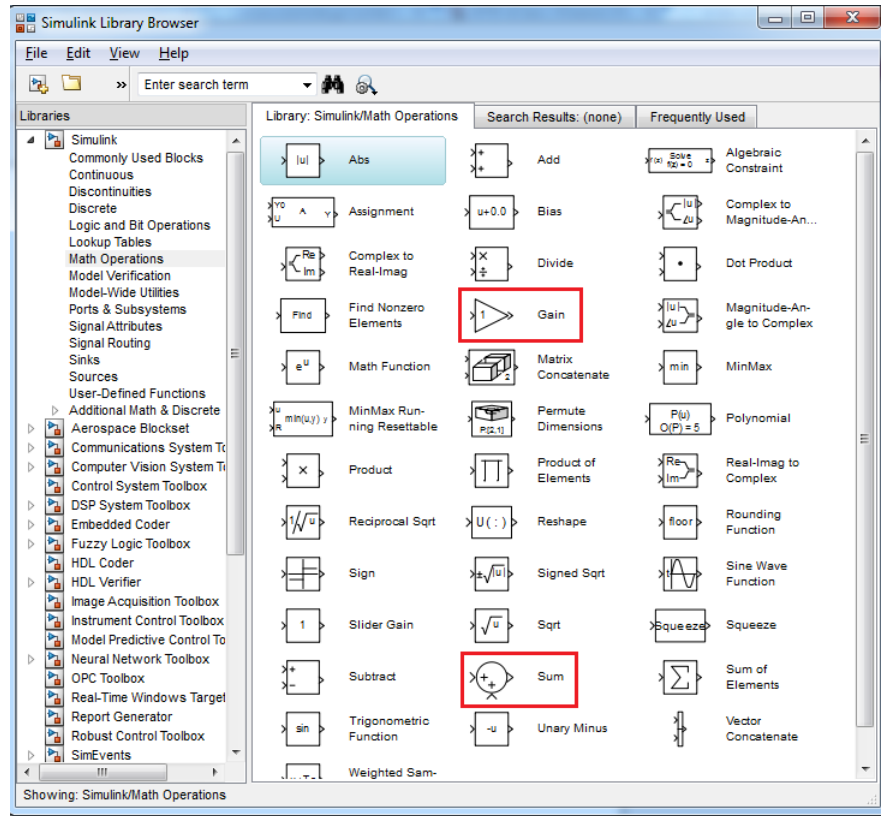 Simulink Library Browser
File Edit View Help
» Enter search term
Libraries
Simulink
Commonly Used Blocks
Continuous
Discontinuities
Discrete
Logic and Bit Operations
Lookup Tables
Math Operations
Model Verification
Model-Wide Utilities
Ports & Subsystems
Signal Attributes
Signal Routing
Sinks
Sources
User-Defined Functions
Additional Math & Discrete
Aerospace Blockset
Communications System To
Computer Vision System To
Control System Toolbox
DSP System Toolbox
Embedded Coder
Fuzzy Logic Toolbox
HDL Coder
HDL Verifier
Image Acquisition Toolbox
Instrument Control Toolbox
Model Predictive Control To
Neural Network Toolbox
OPC Toolbox
Real-Time Windows Target
Report Generator
Robust Control Toolbox
SimEvents
Library: Simulink/Math Operations Search Results: (none) Frequently Used
|u| Abs
+ + Add
f(z) Solve f(z) = 0 z Algebraic
Constraint
Y0 U A Y Assignment
u+0.0 Bias
|u| ∠u Complex to
Magnitude-An...
Re Im Complex to
Real-Imag
× ÷ Divide
• Dot Product
Find Find Nonzero
Elements
1 Gain
|u| ∠u Magnitude-An-
gle to Complex
e^u Math Function
2 Matrix
Concatenate
min MinMax
u R min(u,y) y MinMax Run-
ning Resettable
P:[2,1] Permute
Dimensions
P(u)
O(P) = 5 Polynomial
× Product
∏ Product of
Elements
Re Im Real-Imag to
Complex
1/√u Reciprocal Sqrt
U( : ) Reshape
floor Rounding
Function
Sign
±√|u| Signed Sqrt
t Sine Wave
Function
1 Slider Gain
√u Sqrt
Squeeze Squeeze
+ − Subtract
+ + Sum
∑ Sum of
Elements
sin Trigonometric
Function
-u Unary Minus
Vector
Concatenate
Weighted Sam-
Showing: Simulink/Math Operations